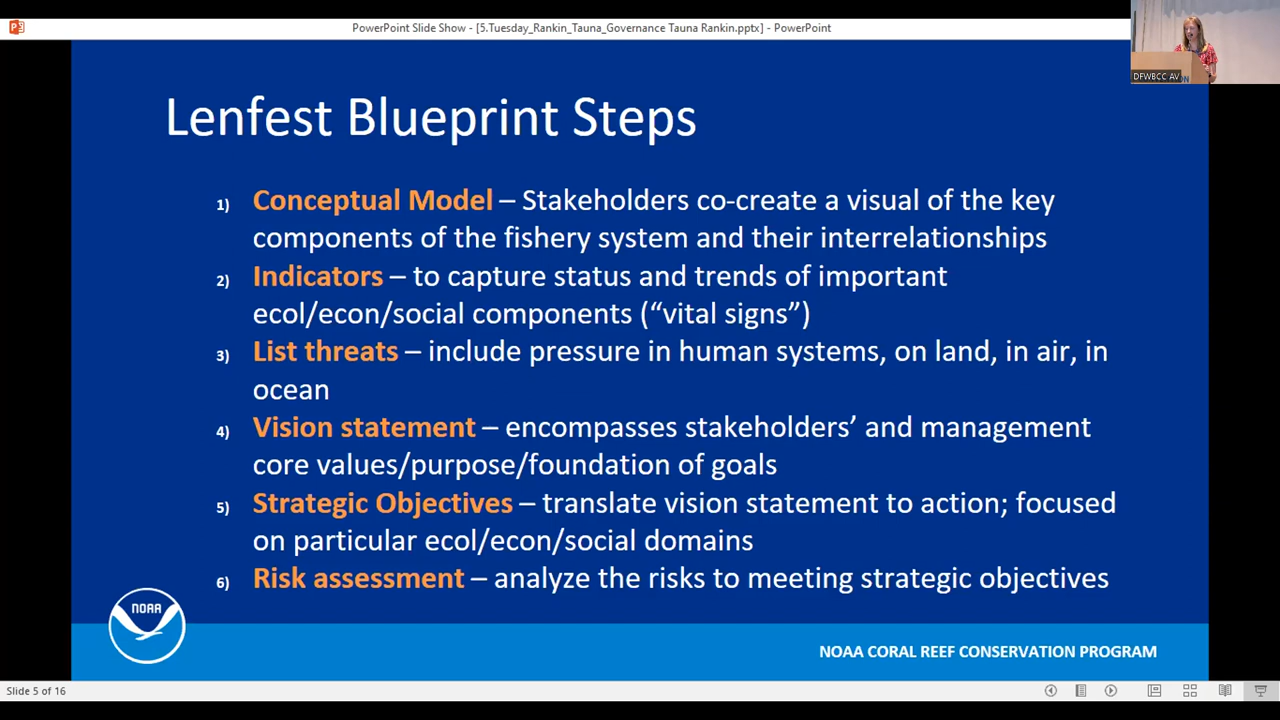 PowerPoint Slide Show - [5.Tuesday_Rankin_Tauna_Governance Tauna Rankin.pptx] - PowerPoint
DFWBCC AV
Lenfest Blueprint Steps
1) Conceptual Model – Stakeholders co-create a visual of the key
components of the fishery system and their interrelationships
2) Indicators – to capture status and trends of important
ecol/econ/social components (“vital signs”)
3) List threats – include pressure in human systems, on land, in air, in
ocean
4) Vision statement – encompasses stakeholders’ and management
core values/purpose/foundation of goals
5) Strategic Objectives – translate vision statement to action; focused
on particular ecol/econ/social domains
6) Risk assessment – analyze the risks to meeting strategic objectives
NOAA
NOAA CORAL REEF CONSERVATION PROGRAM
Slide 5 of 16